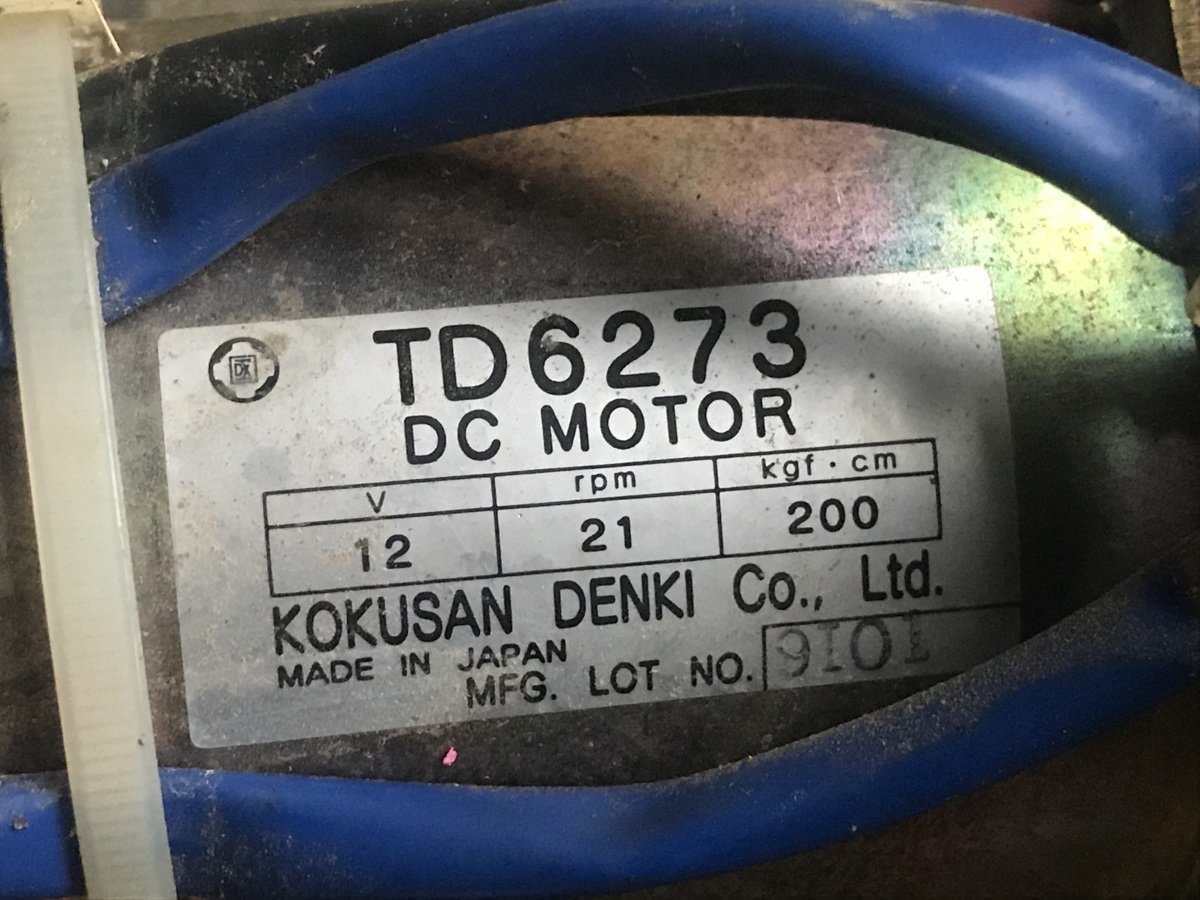 TD6273
DC MOTOR
V rpm kgf·cm
12 21 200
KOKUSAN DENKI Co., Ltd.
MADE IN JAPAN
MFG. LOT NO. 9101